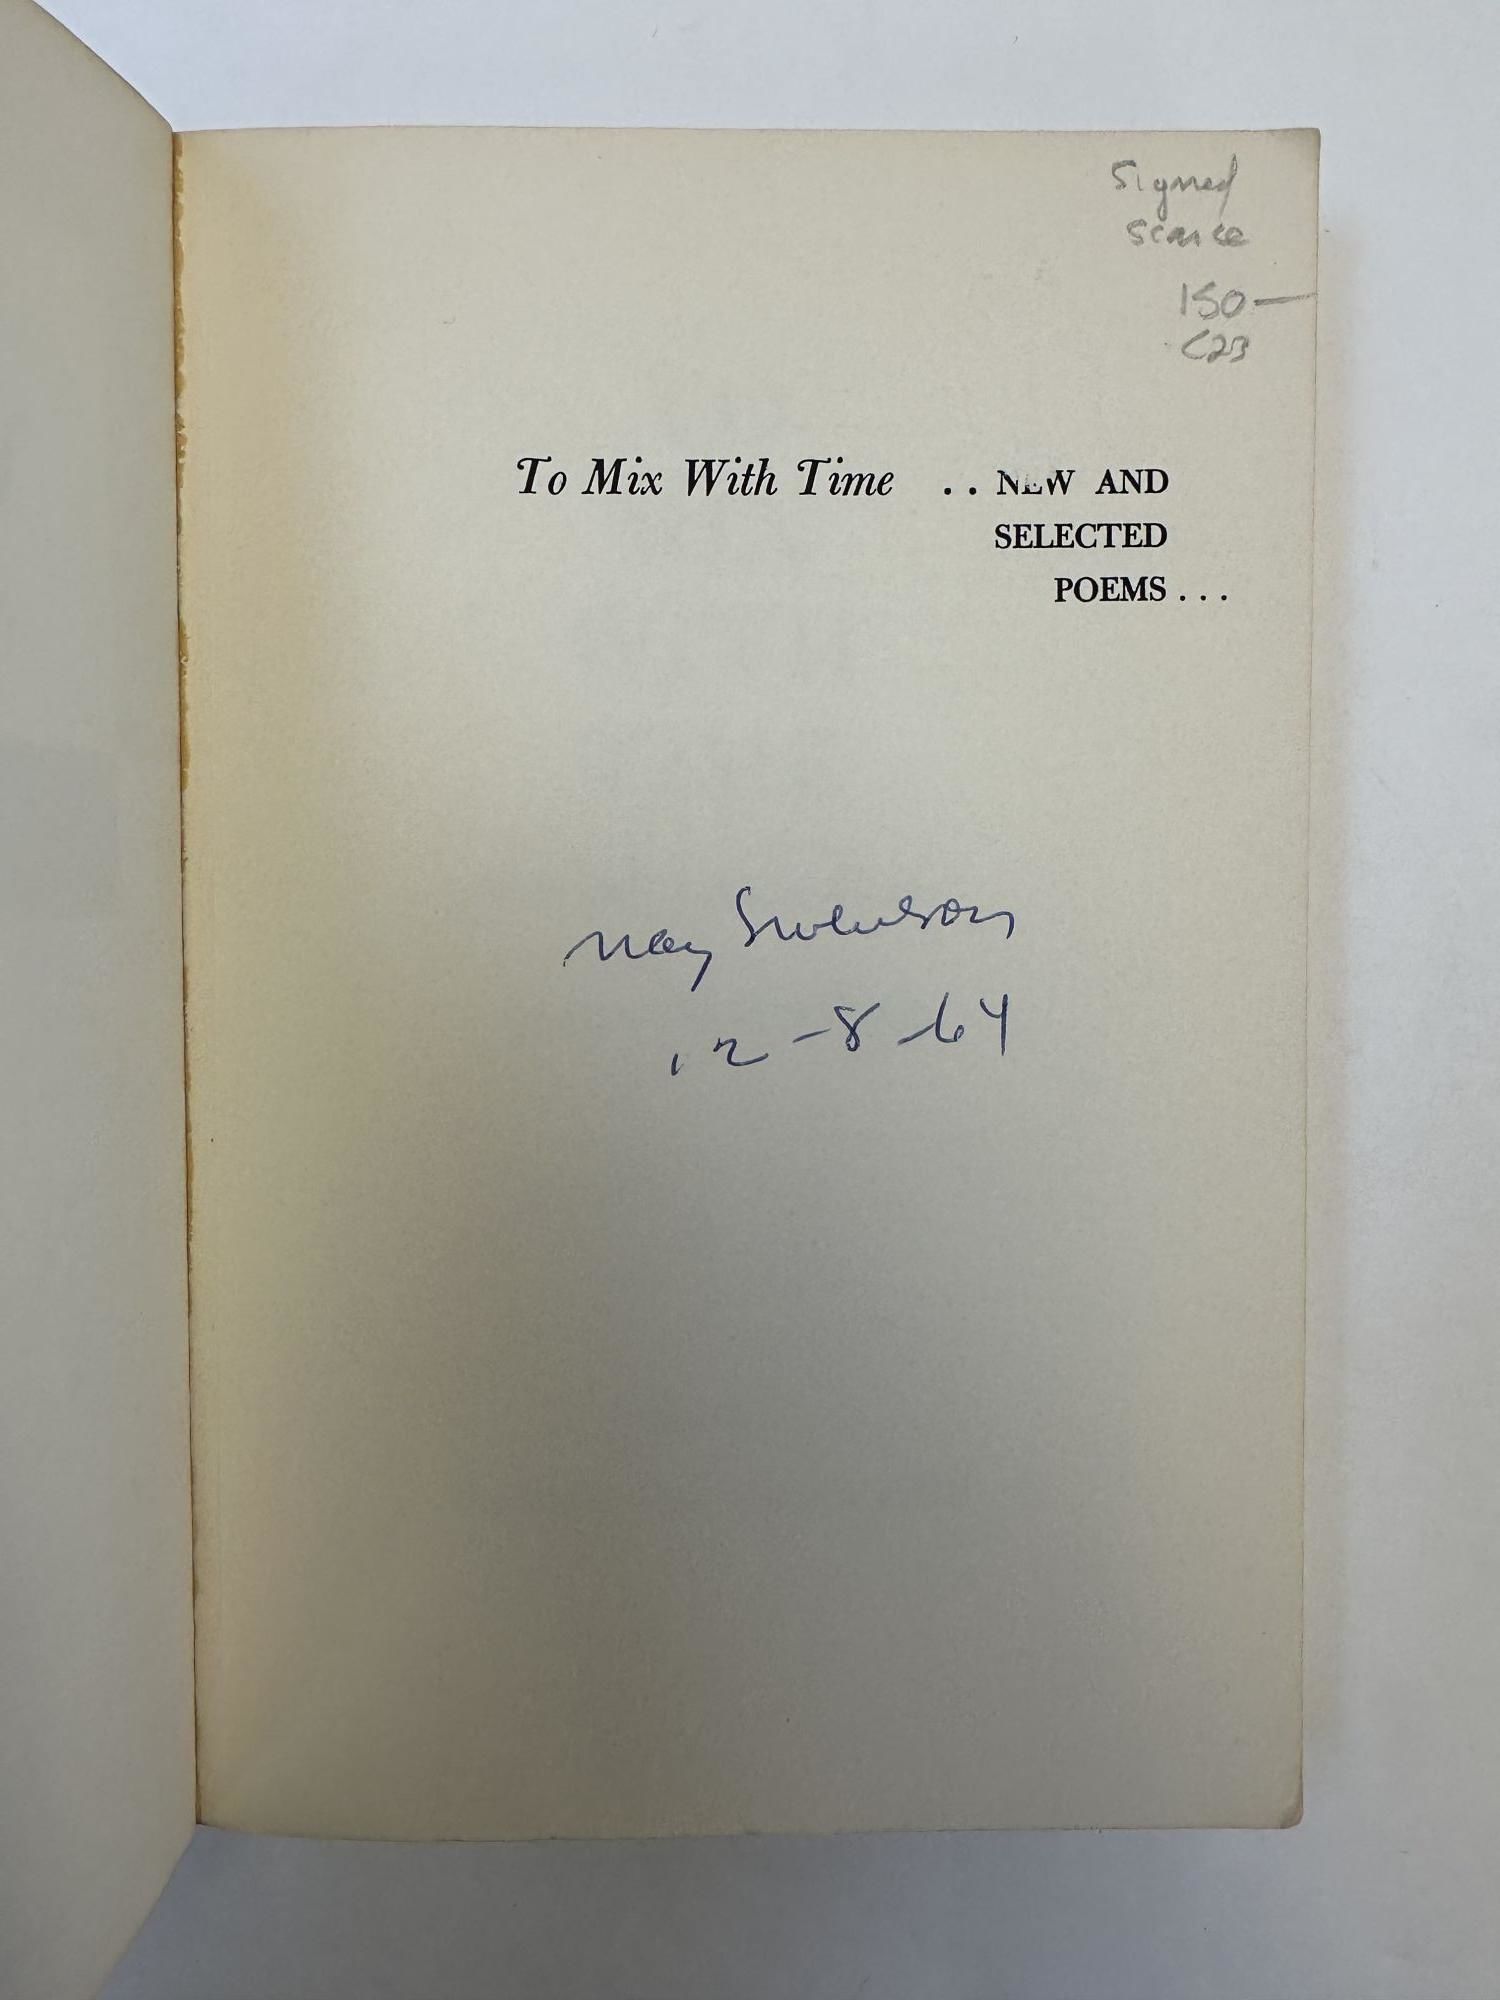 Signed
scarce
150—
C23
To Mix With Time .. NEW AND
SELECTED
POEMS...
May Swenson
12-8-64